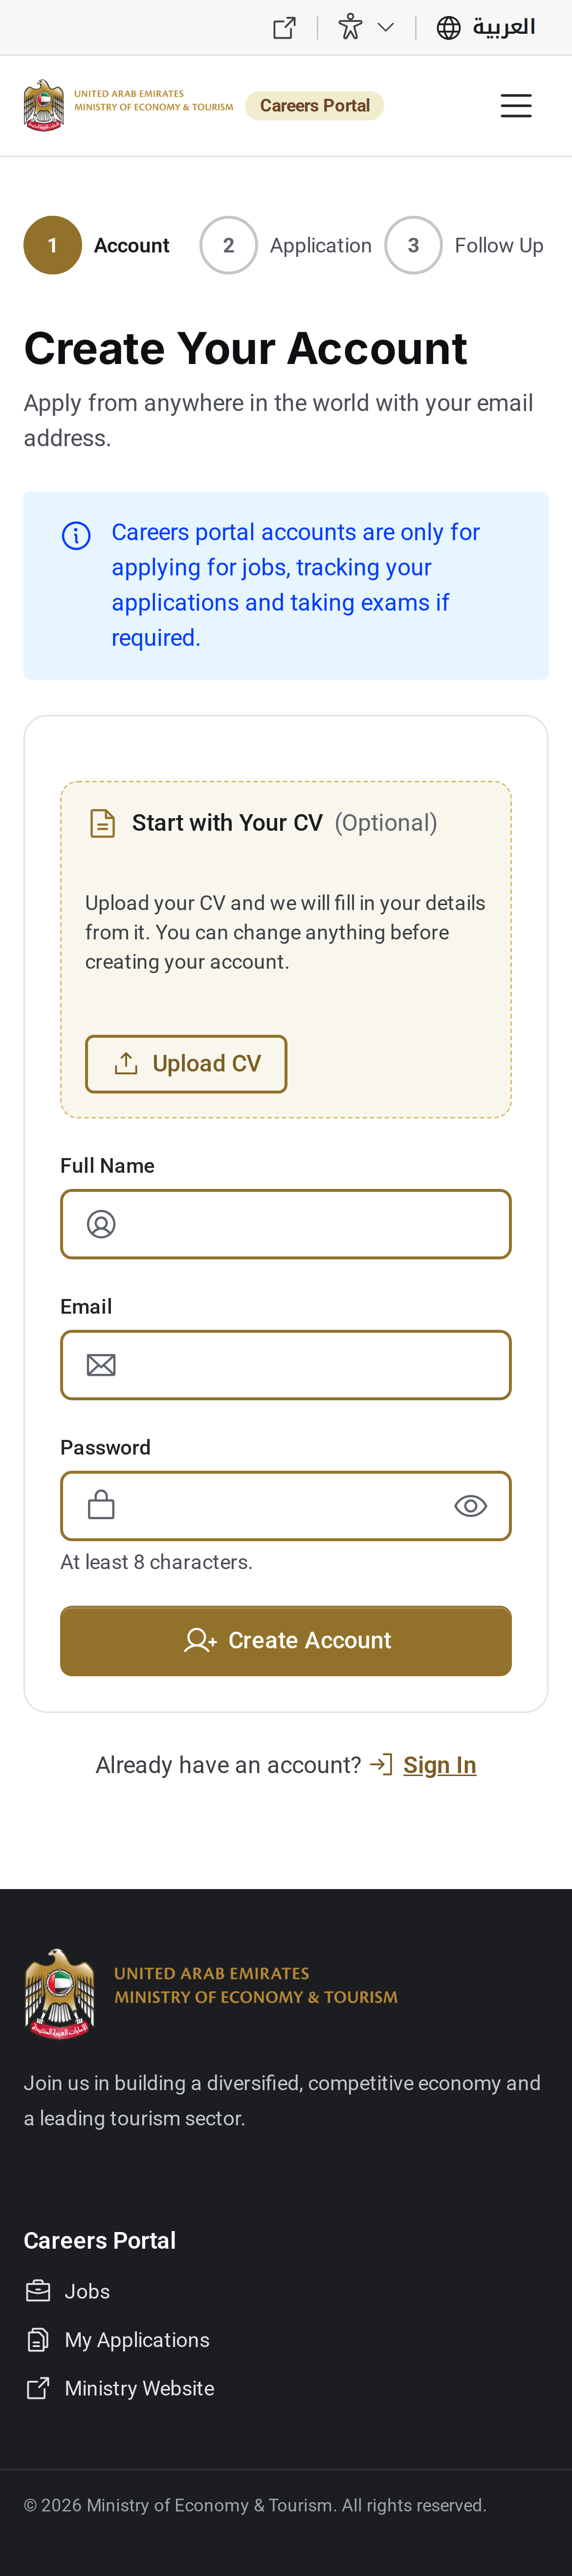 العربية
UNITED ARAB EMIRATES
MINISTRY OF ECONOMY & TOURISM
Careers Portal
1 Account 2 Application 3 Follow Up
Create Your Account
Apply from anywhere in the world with your email
address.
Careers portal accounts are only for
applying for jobs, tracking your
applications and taking exams if
required.
Start with Your CV (Optional)
Upload your CV and we will fill in your details
from it. You can change anything before
creating your account.
Upload CV
Full Name
Email
Password
At least 8 characters.
Create Account
Already have an account? Sign In
UNITED ARAB EMIRATES
MINISTRY OF ECONOMY & TOURISM
Join us in building a diversified, competitive economy and
a leading tourism sector.
Careers Portal
Jobs
My Applications
Ministry Website
© 2026 Ministry of Economy & Tourism. All rights reserved.